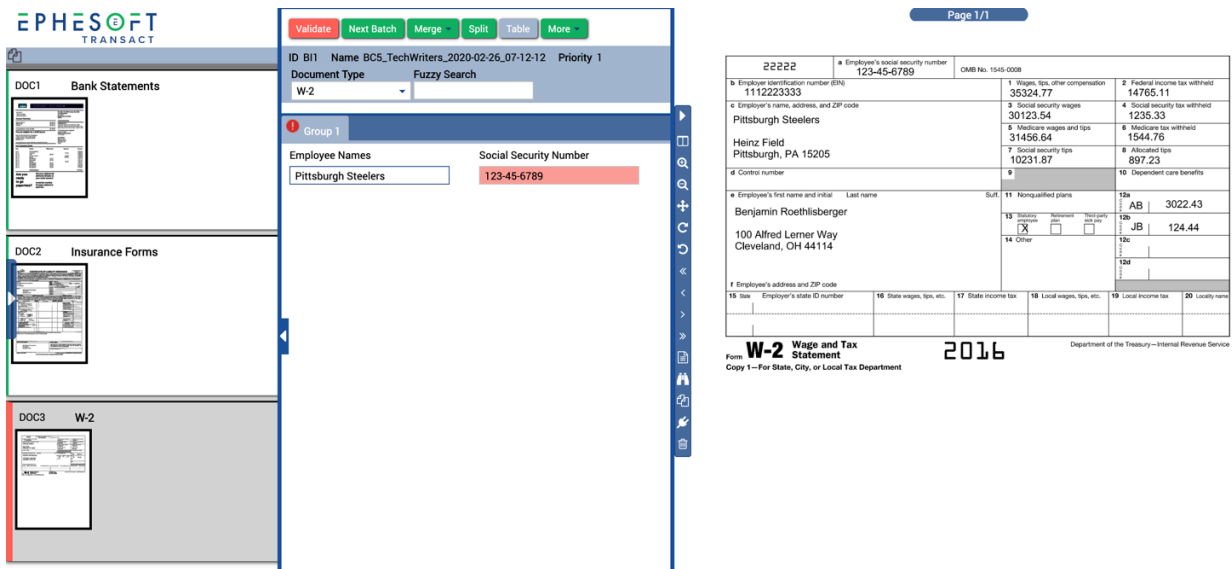 EPHESOFT
TRANSACT
DOC1 Bank Statements
DOC2 Insurance Forms
DOC3 W-2
Validate Next Batch Merge Split Table More
ID BI1 Name BC5_TechWriters_2020-02-26_07-12-12 Priority 1
Document Type Fuzzy Search
W-2
Group 1
Employee Names Social Security Number
Pittsburgh Steelers 123-45-6789
Page 1/1
22222 a Employee's social security number OMB No. 1545-0008
123-45-6789
b Employer identification number (EIN) 1 Wages, tips, other compensation 2 Federal income tax withheld
1112223333 35324.77 14765.11
c Employer's name, address, and ZIP code 3 Social security wages 4 Social security tax withheld
Pittsburgh Steelers 30123.54 1235.33
5 Medicare wages and tips 6 Medicare tax withheld
Heinz Field 31456.64 1544.76
Pittsburgh, PA 15205 7 Social security tips 8 Allocated tips
10231.87 897.23
d Control number 9 10 Dependent care benefits
e Employee's first name and initial Last name Suff. 11 Nonqualified plans 12a
AB 3022.43
Benjamin Roethlisberger 13 Statutory employee Retirement plan Third-party sick pay 12b
X JB 124.44
100 Alfred Lerner Way 14 Other 12c
Cleveland, OH 44114
12d
f Employee's address and ZIP code
15 State Employer's state ID number 16 State wages, tips, etc. 17 State income tax 18 Local wages, tips, etc. 19 Local income tax 20 Locality name
Form W-2 Wage and Tax Statement 2016 Department of the Treasury—Internal Revenue Service
Copy 1—For State, City, or Local Tax Department